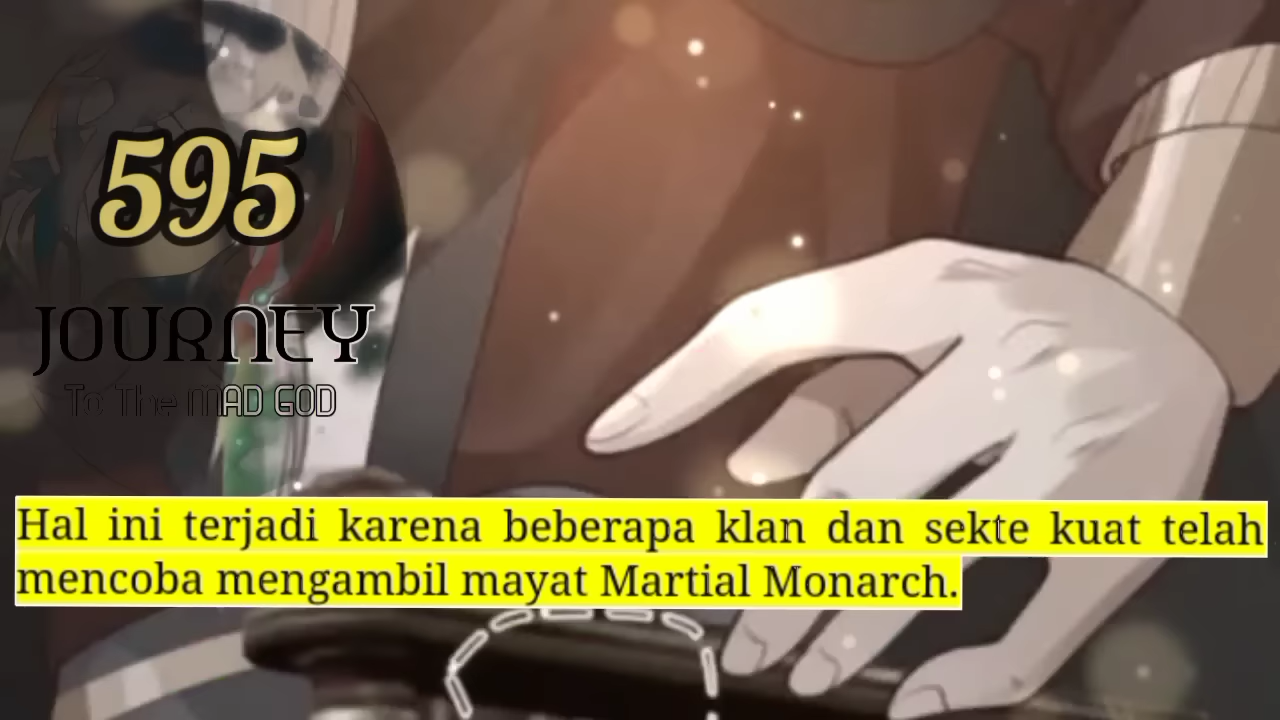 595
JOURNEY
To The MAD GOD
Hal ini terjadi karena beberapa klan dan sekte kuat telah
mencoba mengambil mayat Martial Monarch.